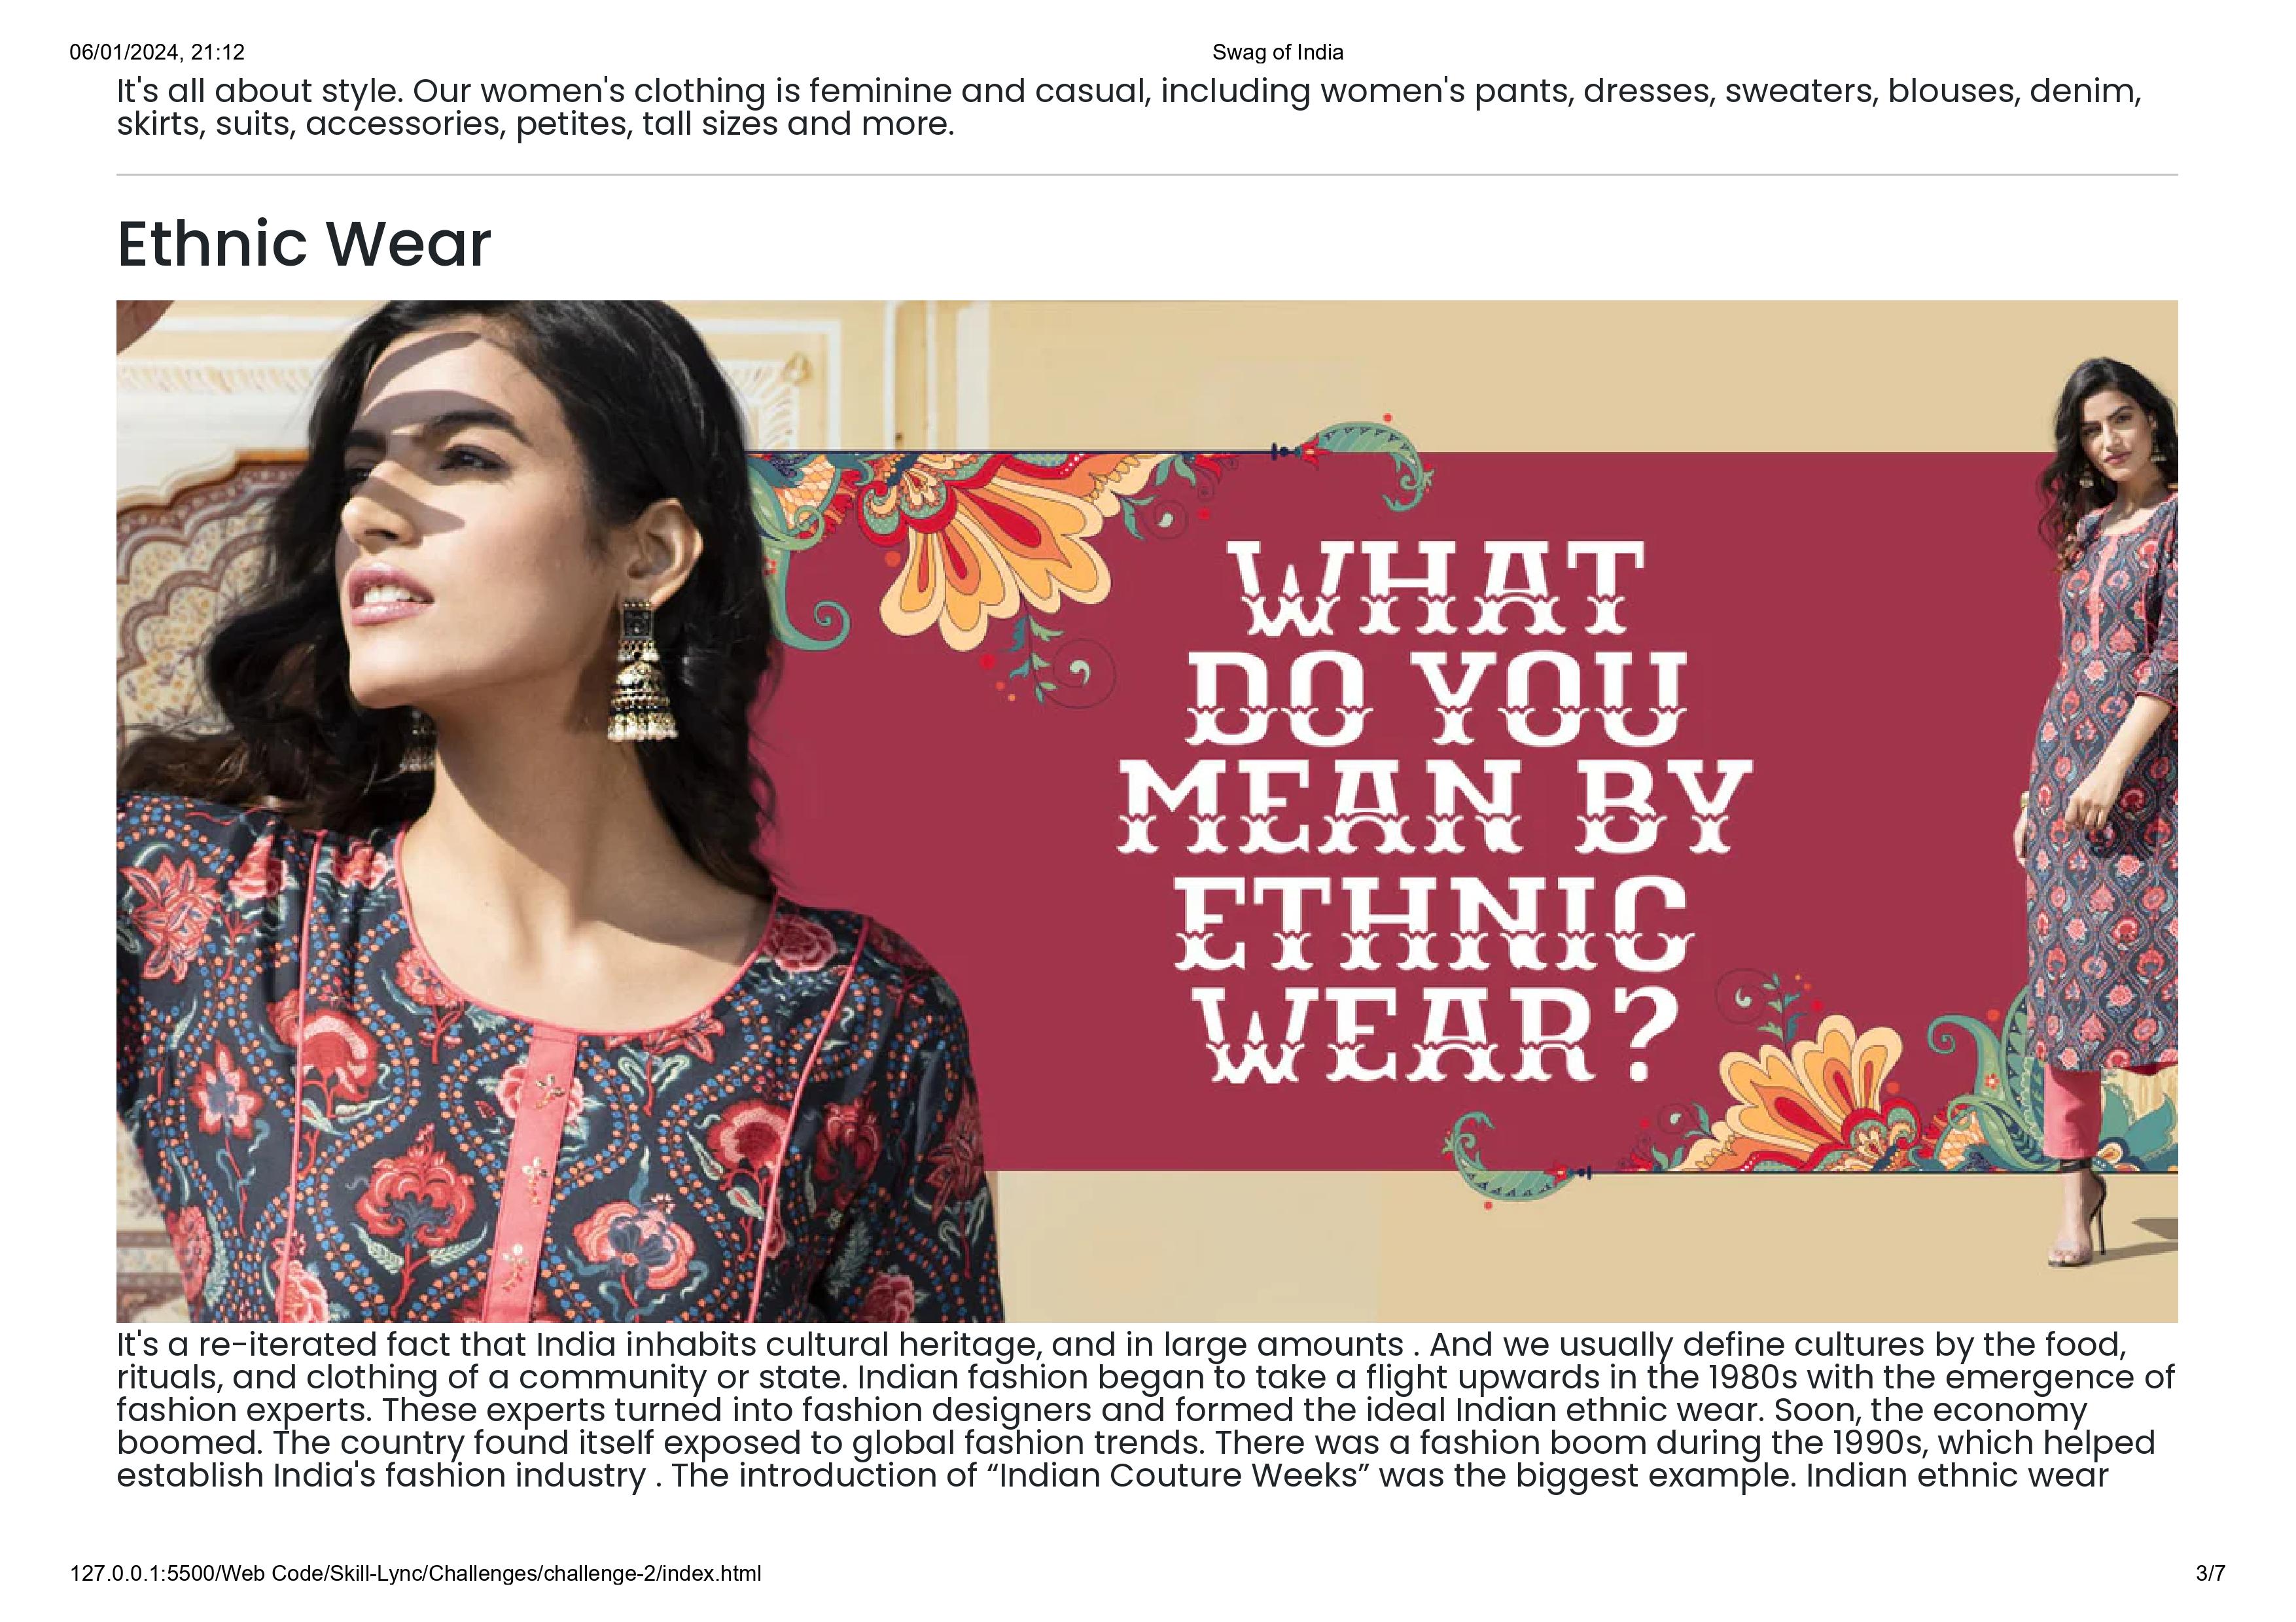 06/01/2024, 21:12 Swag of India
It's all about style. Our women's clothing is feminine and casual, including women's pants, dresses, sweaters, blouses, denim,
skirts, suits, accessories, petites, tall sizes and more.
Ethnic Wear
WHAT
DO YOU
MEAN BY
ETHNIC
WEAR?
It's a re-iterated fact that India inhabits cultural heritage, and in large amounts . And we usually define cultures by the food,
rituals, and clothing of a community or state. Indian fashion began to take a flight upwards in the 1980s with the emergence of
fashion experts. These experts turned into fashion designers and formed the ideal Indian ethnic wear. Soon, the economy
boomed. The country found itself exposed to global fashion trends. There was a fashion boom during the 1990s, which helped
establish India's fashion industry . The introduction of “Indian Couture Weeks” was the biggest example. Indian ethnic wear
127.0.0.1:5500/Web Code/Skill-Lync/Challenges/challenge-2/index.html 3/7